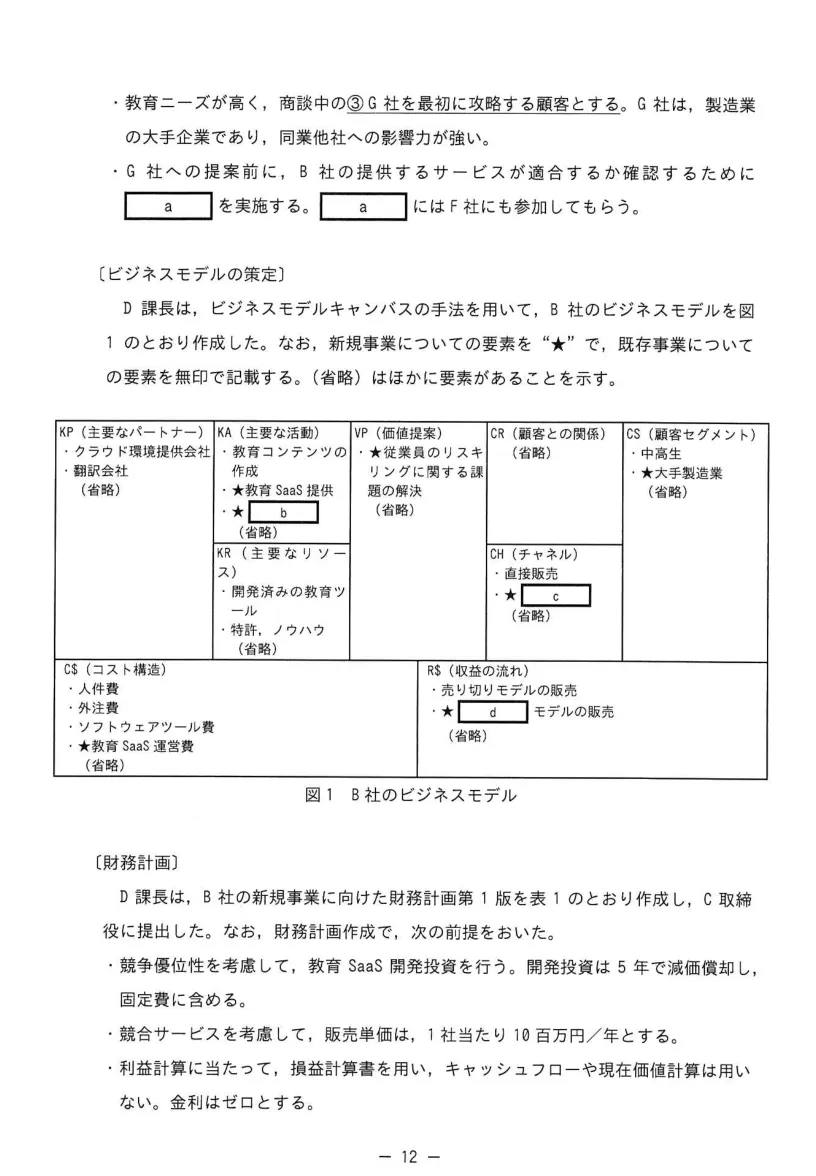 ・教育ニーズが高く，商談中の③G 社を最初に攻略する顧客とする。G 社は，製造業
の大手企業であり，同業他社への影響力が強い。
・G 社への提案前に，B 社の提供するサービスが適合するか確認するために
a を実施する。 a には F 社にも参加してもらう。
〔ビジネスモデルの策定〕
D 課長は，ビジネスモデルキャンバスの手法を用いて，B 社のビジネスモデルを図
1 のとおり作成した。なお，新規事業についての要素を “★” で，既存事業について
の要素を無印で記載する。（省略）はほかに要素があることを示す。
KP（主要なパートナー）
・クラウド環境提供会社
・翻訳会社
（省略）
KA（主要な活動）
・教育コンテンツの
作成
・★教育 SaaS 提供
・★ b
（省略）
KR（主要なリソー
ス）
・開発済みの教育ツ
ール
・特許，ノウハウ
（省略）
VP（価値提案）
・★従業員のリスキ
リングに関する課
題の解決
（省略）
CR（顧客との関係）
（省略）
CH（チャネル）
・直接販売
・★ c
（省略）
CS（顧客セグメント）
・中高生
・★大手製造業
（省略）
C$（コスト構造）
・人件費
・外注費
・ソフトウェアツール費
・★教育 SaaS 運営費
（省略）
R$（収益の流れ）
・売り切りモデルの販売
・★ d モデルの販売
（省略）
図 1　B 社のビジネスモデル
〔財務計画〕
D 課長は，B 社の新規事業に向けた財務計画第 1 版を表 1 のとおり作成し，C 取締
役に提出した。なお，財務計画作成で，次の前提をおいた。
・競争優位性を考慮して，教育 SaaS 開発投資を行う。開発投資は 5 年で減価償却し，
固定費に含める。
・競合サービスを考慮して，販売単価は，1 社当たり 10 百万円／年とする。
・利益計算に当たって，損益計算書を用い，キャッシュフローや現在価値計算は用い
ない。金利はゼロとする。
－ 12 －